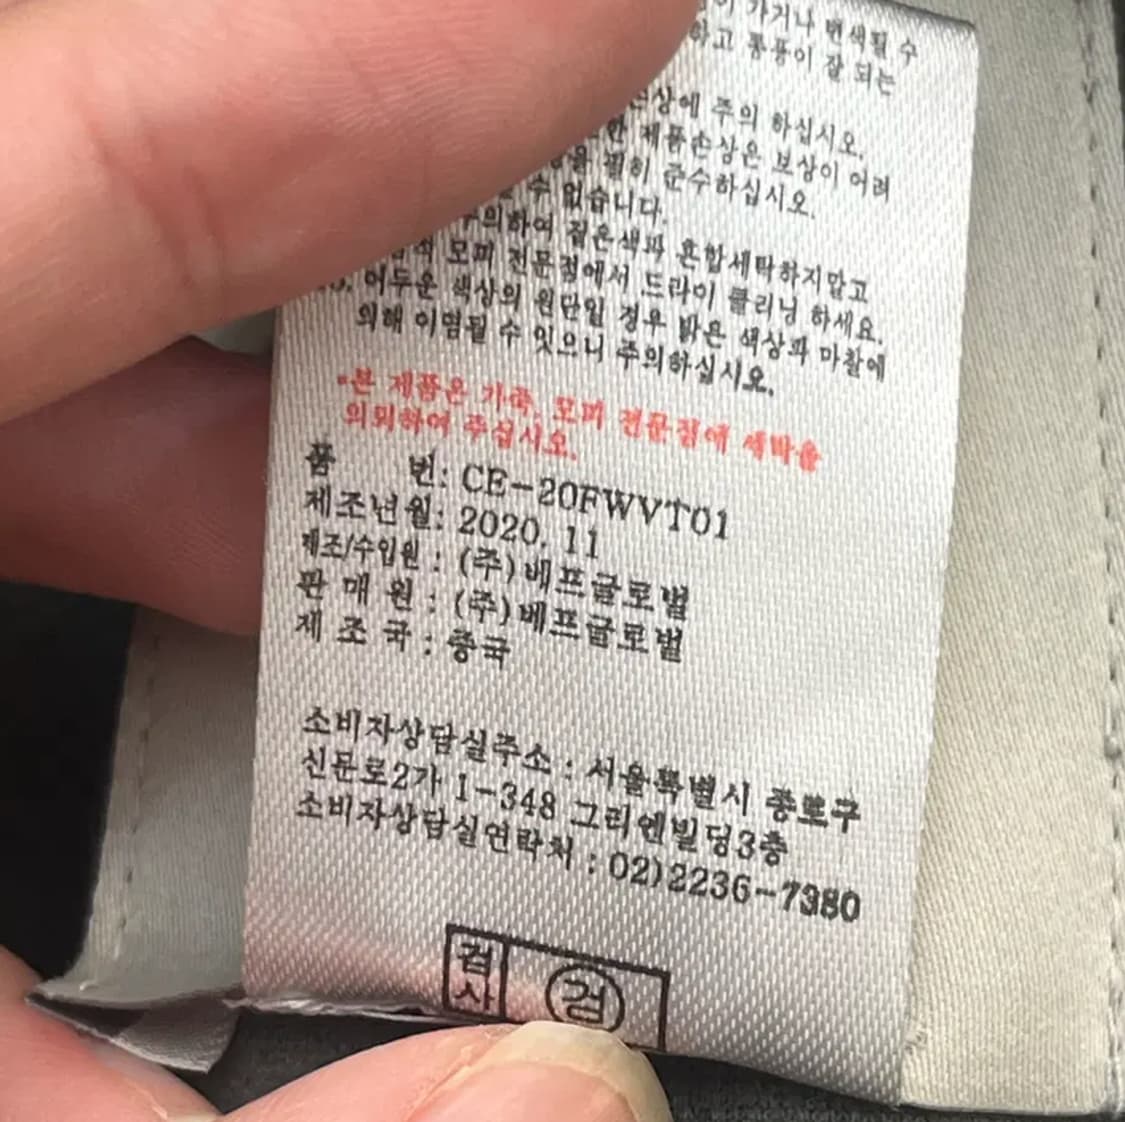 가거나 변색될 수
하고 통풍이 잘 되는
손상에 주의 하십시오.
한 제품손상은 보상이 어려
을 필히 준수하십시오.
수 없습니다.
주의하여 짙은색과 혼합세탁하지말고
모피 전문점에서 드라이 클리닝 하세요.
어두운 색상의 원단일 경우 밝은 색상과 마찰에
의해 이염될 수 잇으니 주의하십시오.
*본 제품은 가죽, 모피 전문점에 세탁을
의뢰하여 주십시오.
품 번: CE-20FWVT01
제조년월: 2020. 11
제조/수입원 : (주)베프글로벌
판 매 원 : (주)베프글로벌
제 조 국 : 중국
소비자상담실주소 : 서울특별시 종로구
신문로2가 1-348 그리엔빌딩3층
소비자상담실연락처 : 02)2236-7380
검사 검